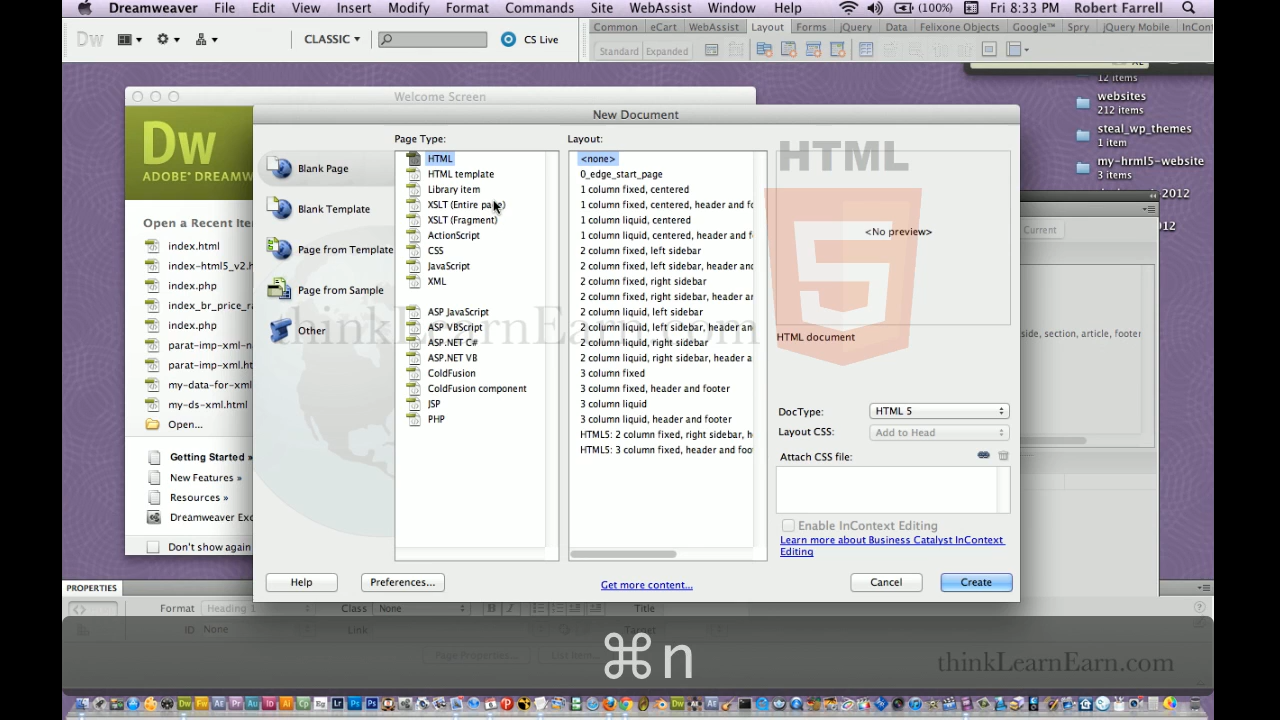 Dreamweaver File Edit View Insert Modify Format Commands Site WebAssist Window Help (100%) Fri 8:33 PM Robert Farrell
Dw CLASSIC CS Live
Common eCart WebAssist Layout Forms jQuery Data Felixone Objects Google™ Spry jQuery Mobile InCont
Standard Expanded
12 items
websites
212 items
steal_wp_themes
1 item
my-hrml5-website
3 items
2012
12
Current
side, section, article, footer
Welcome Screen
Dw
ADOBE® DREAMW
Open a Recent Ite
index.html
index-html5_v2.h
index.php
index_br_price_ra
index.php
parat-imp-xml-n
parat-imp-xml.ht
my-data-for-xml
my-ds-xml.html
Open...
Getting Started »
New Features »
Resources »
Dreamweaver Exc
Don't show again
New Document
Blank Page
Blank Template
Page from Template
Page from Sample
Other
Page Type:
HTML
HTML template
Library item
XSLT (Entire page)
XSLT (Fragment)
ActionScript
CSS
JavaScript
XML
ASP JavaScript
ASP VBScript
ASP.NET C#
ASP.NET VB
ColdFusion
ColdFusion component
JSP
PHP
Layout:
<none>
0_edge_start_page
1 column fixed, centered
1 column fixed, centered, header and fo
1 column liquid, centered
1 column liquid, centered, header and f
2 column fixed, left sidebar
2 column fixed, left sidebar, header and
2 column fixed, right sidebar
2 column fixed, right sidebar, header an
2 column liquid, left sidebar
2 column liquid, left sidebar, header an
2 column liquid, right sidebar
2 column liquid, right sidebar, header a
3 column fixed
3 column fixed, header and footer
3 column liquid
3 column liquid, header and footer
HTML5: 2 column fixed, right sidebar, h
HTML5: 3 column fixed, header and foo
HTML
5
<No preview>
HTML document
DocType: HTML 5
Layout CSS: Add to Head
Attach CSS file:
Enable InContext Editing
Learn more about Business Catalyst InContext
Editing
thinkLearnEarn.com
Help Preferences... Get more content... Cancel Create
PROPERTIES
Format Heading 1 Class None B I Title
ID None Link Target
Page Properties... List Item...
⌘n
thinkLearnEarn.com